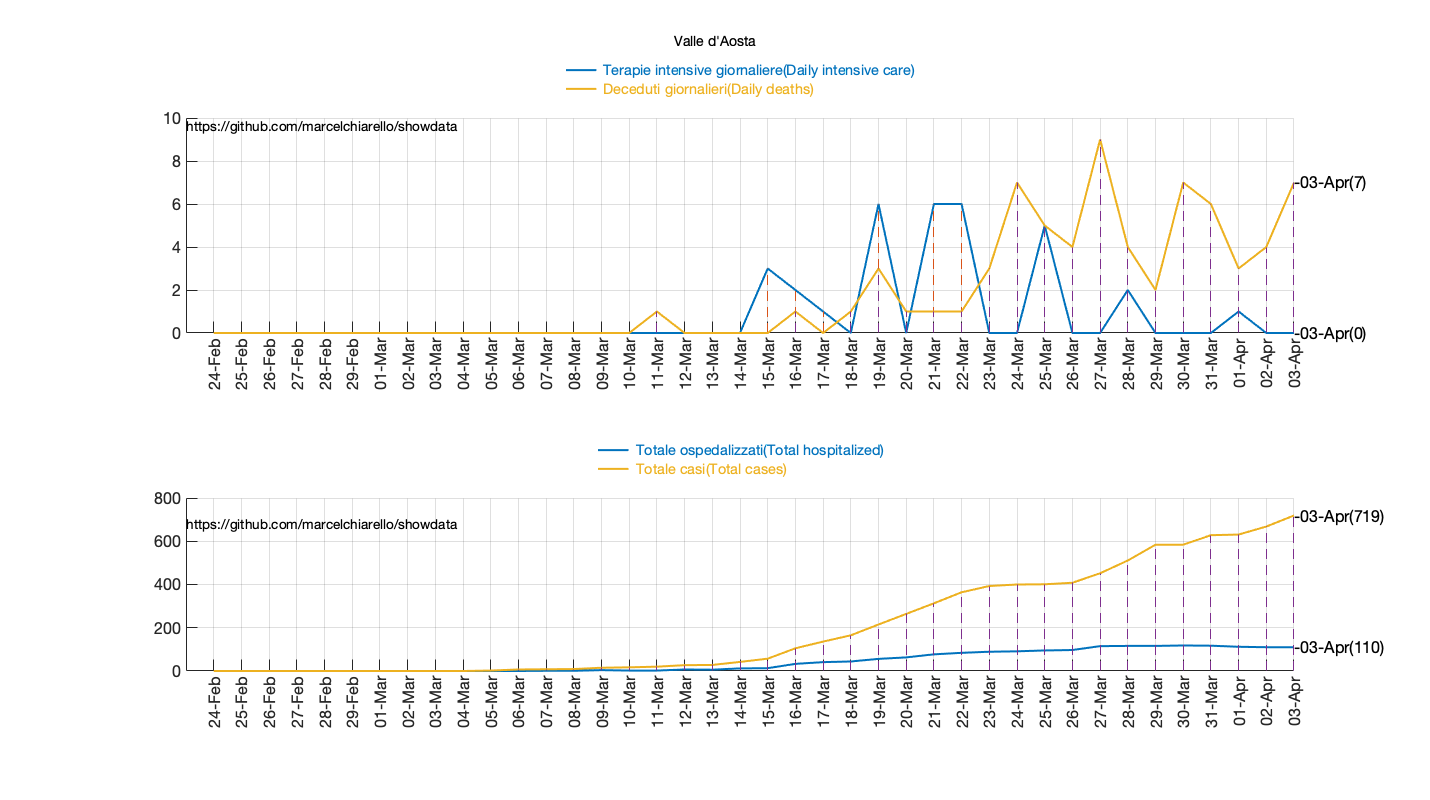 Valle d'Aosta
Terapie intensive giornaliere(Daily intensive care)
Deceduti giornalieri(Daily deaths)
https://github.com/marcelchiarello/showdata
10
8
6
4
2
0
-03-Apr(7)
-03-Apr(0)
24-Feb
25-Feb
26-Feb
27-Feb
28-Feb
29-Feb
01-Mar
02-Mar
03-Mar
04-Mar
05-Mar
06-Mar
07-Mar
08-Mar
09-Mar
10-Mar
11-Mar
12-Mar
13-Mar
14-Mar
15-Mar
16-Mar
17-Mar
18-Mar
19-Mar
20-Mar
21-Mar
22-Mar
23-Mar
24-Mar
25-Mar
26-Mar
27-Mar
28-Mar
29-Mar
30-Mar
31-Mar
01-Apr
02-Apr
03-Apr
Totale ospedalizzati(Total hospitalized)
Totale casi(Total cases)
https://github.com/marcelchiarello/showdata
800
600
400
200
0
-03-Apr(719)
-03-Apr(110)
24-Feb
25-Feb
26-Feb
27-Feb
28-Feb
29-Feb
01-Mar
02-Mar
03-Mar
04-Mar
05-Mar
06-Mar
07-Mar
08-Mar
09-Mar
10-Mar
11-Mar
12-Mar
13-Mar
14-Mar
15-Mar
16-Mar
17-Mar
18-Mar
19-Mar
20-Mar
21-Mar
22-Mar
23-Mar
24-Mar
25-Mar
26-Mar
27-Mar
28-Mar
29-Mar
30-Mar
31-Mar
01-Apr
02-Apr
03-Apr